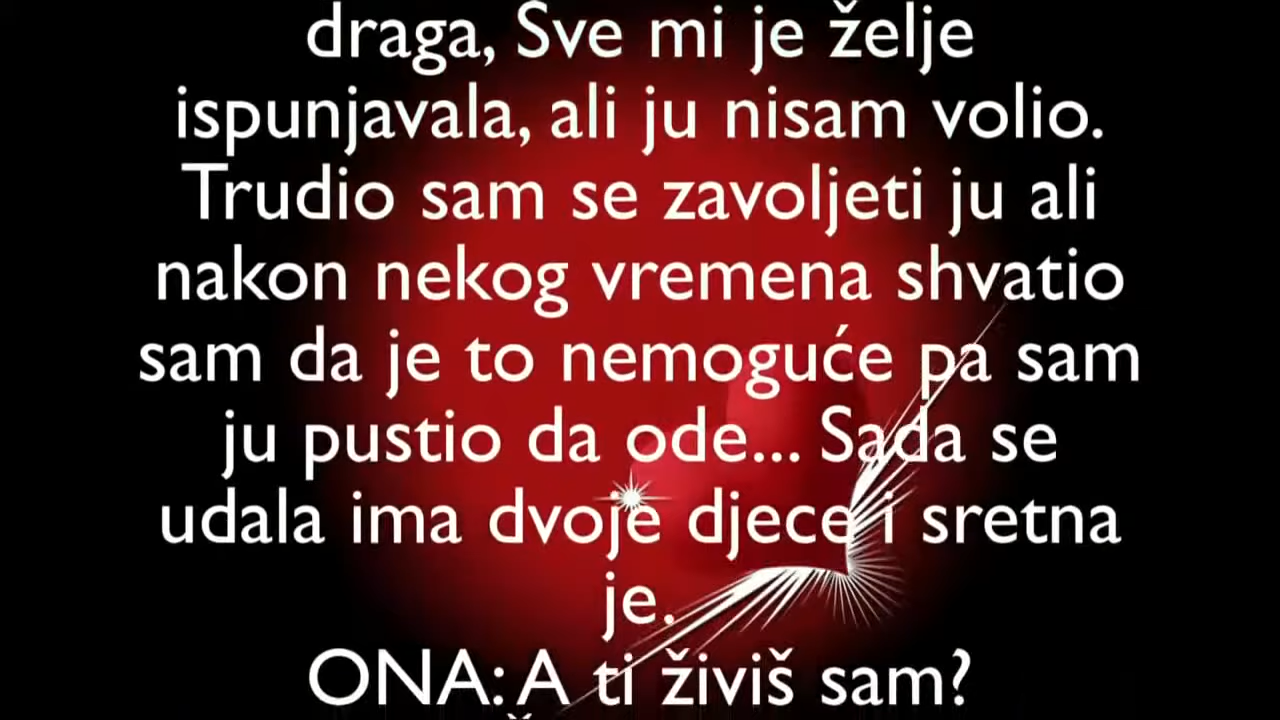 draga, Sve mi je želje
ispunjavala, ali ju nisam volio.
Trudio sam se zavoljeti ju ali
nakon nekog vremena shvatio
sam da je to nemoguće pa sam
ju pustio da ode... Sada se
udala ima dvoje djece i sretna
je.
ONA: A ti živiš sam?